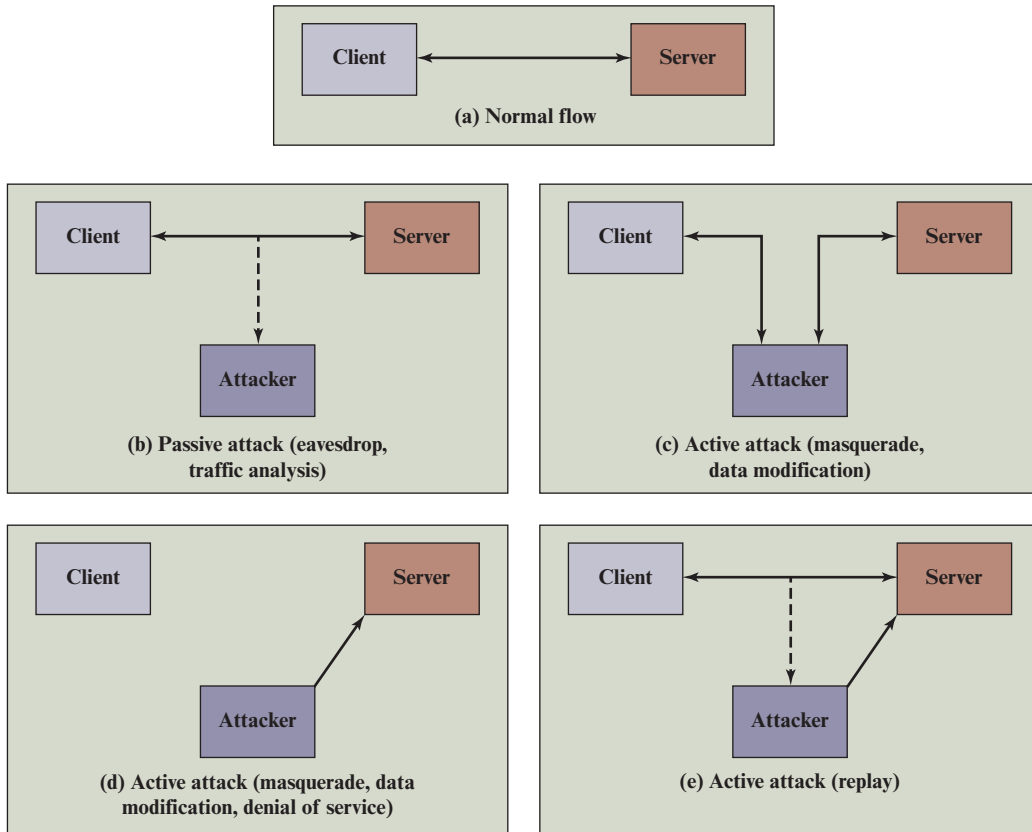 Client
Server
(a) Normal flow
Client
Server
Attacker
(b) Passive attack (eavesdrop,
traffic analysis)
Client
Server
Attacker
(c) Active attack (masquerade,
data modification)
Client
Server
Attacker
(d) Active attack (masquerade, data
modification, denial of service)
Client
Server
Attacker
(e) Active attack (replay)